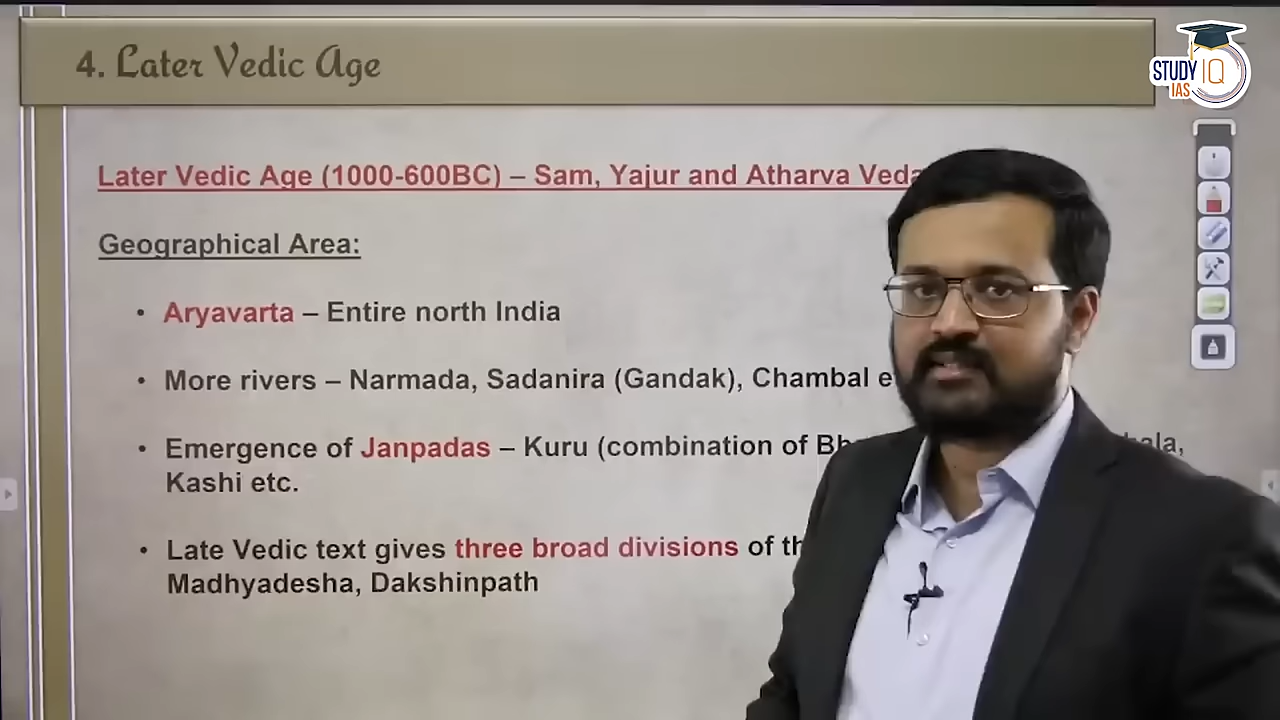 4. Later Vedic Age
STUDY IQ
IAS
Later Vedic Age (1000-600BC) – Sam, Yajur and Atharva Veda
Geographical Area:
• Aryavarta – Entire north India
• More rivers – Narmada, Sadanira (Gandak), Chambal
• Emergence of Janpadas – Kuru (combination of
Kashi etc.
• Late Vedic text gives three broad divisions of
Madhyadesha, Dakshinpath